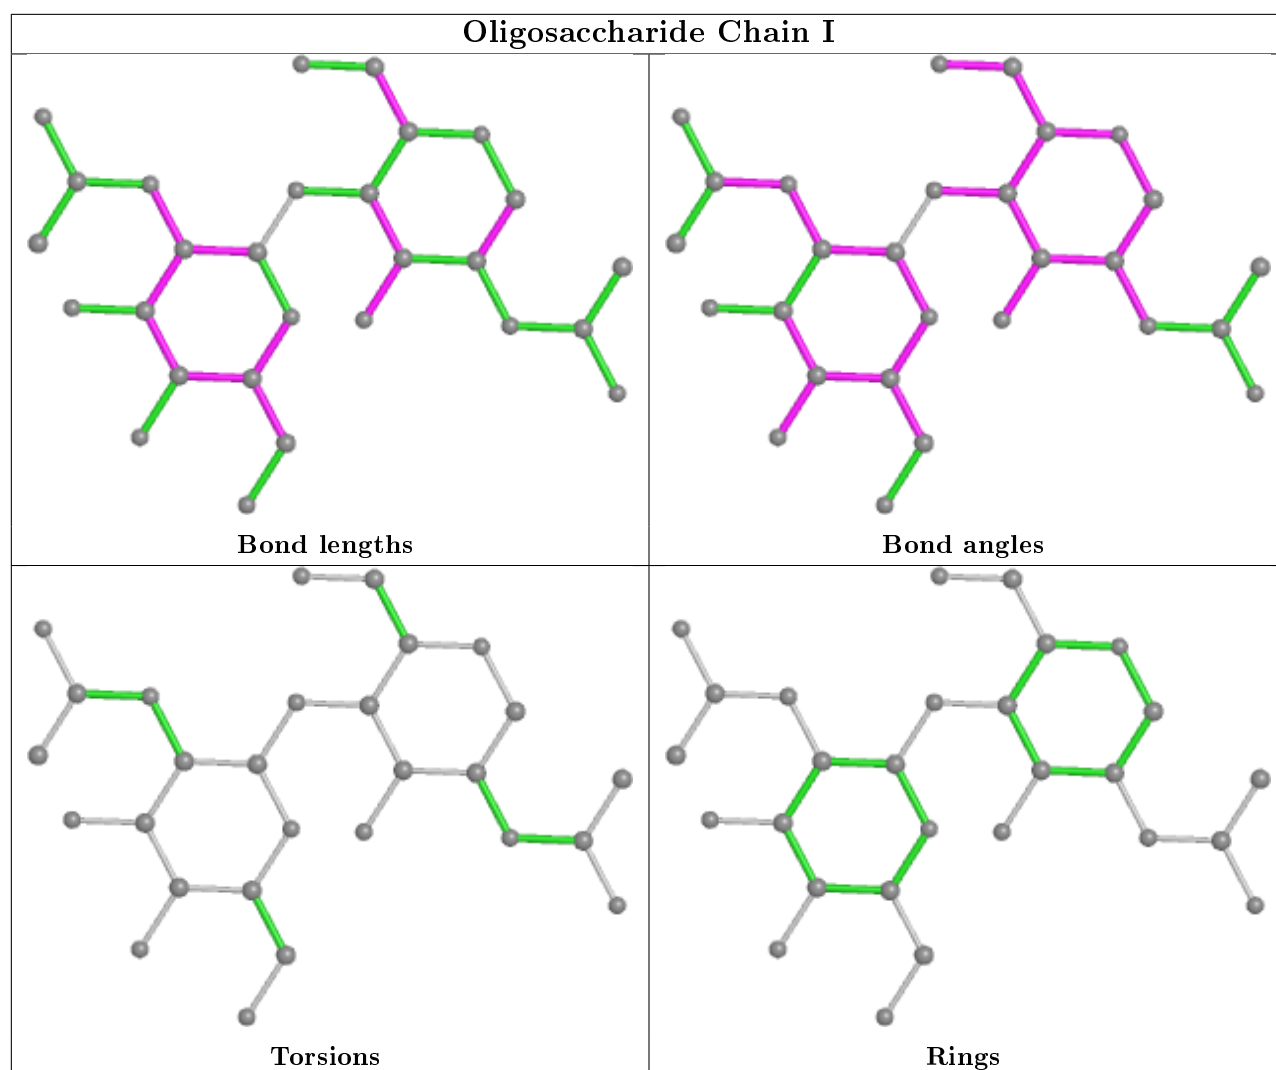 Oligosaccharide Chain I
Bond lengths
Bond angles
Torsions
Rings